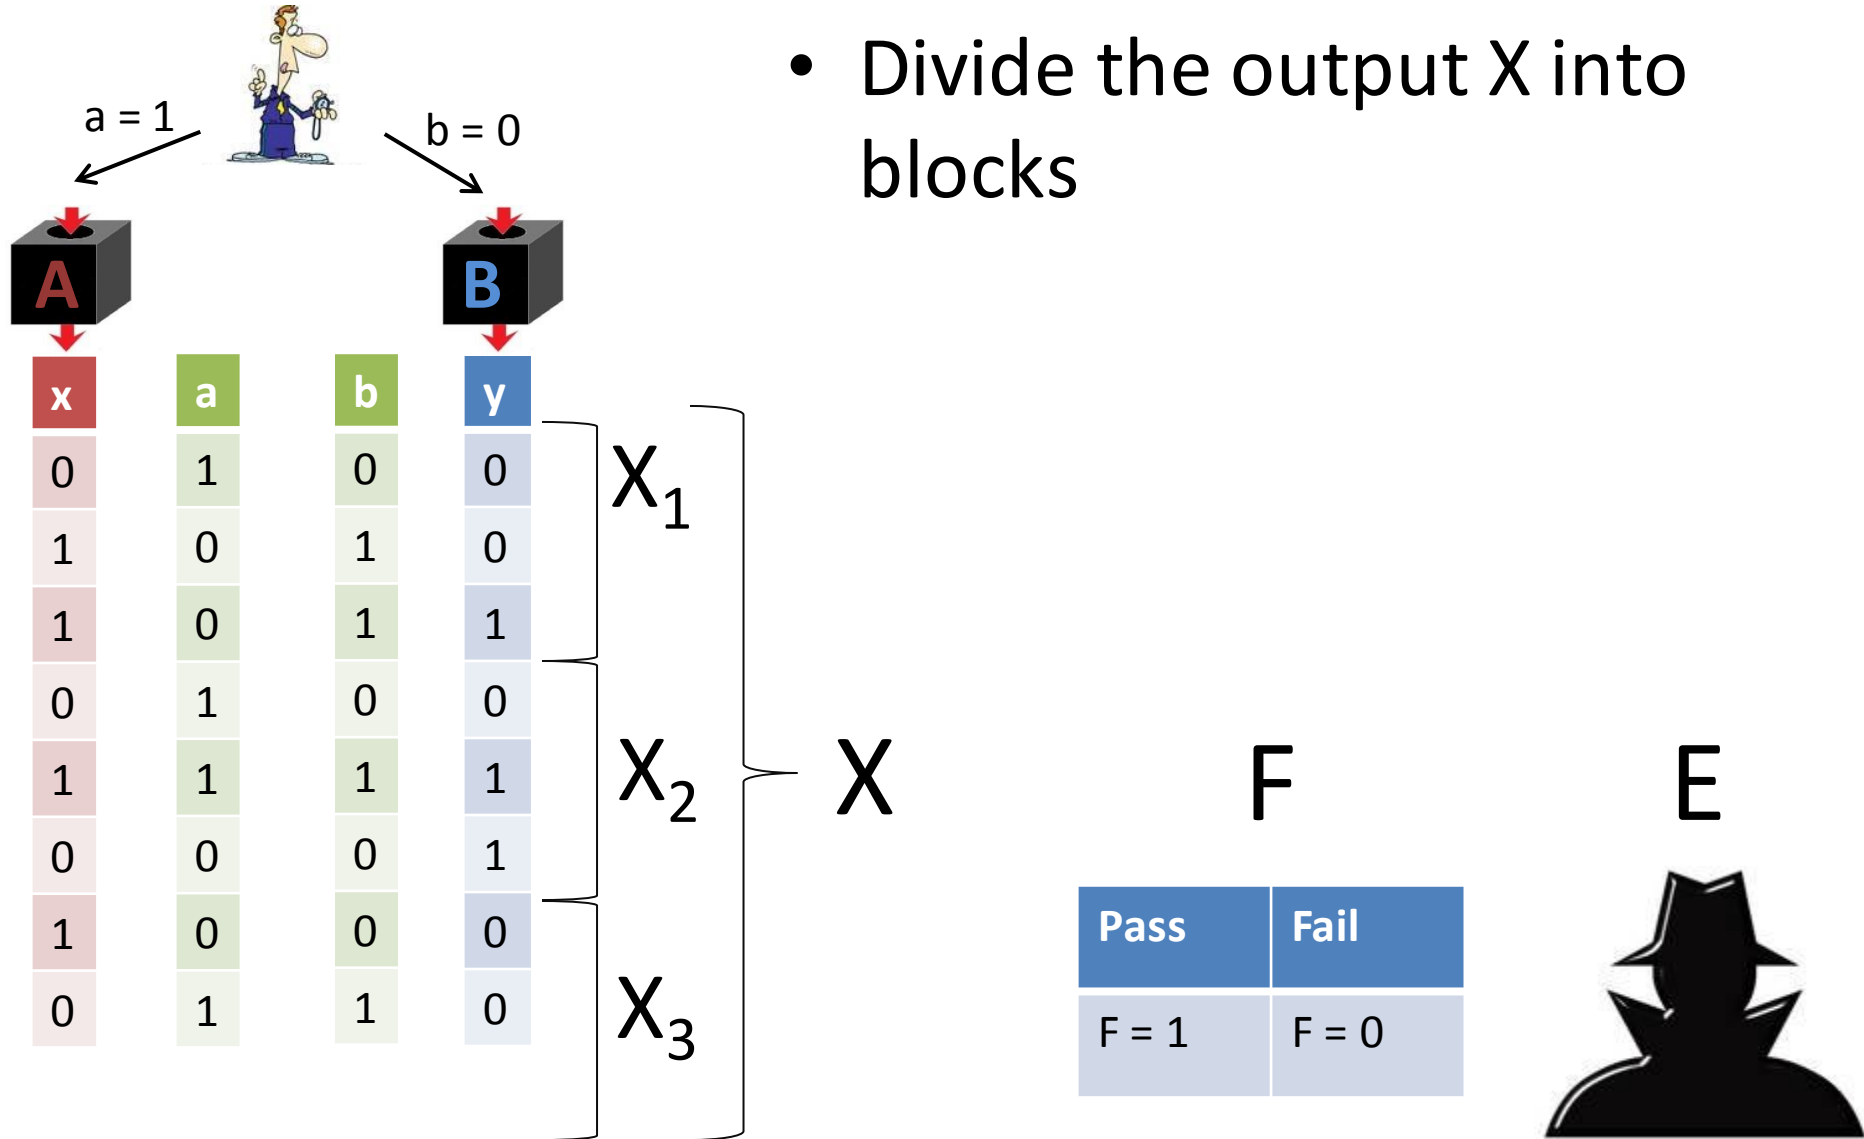 • Divide the output X into
blocks
a = 1
b = 0
A
B
x a b y
0 1 0 0
1 0 1 0
1 0 1 1
0 1 0 0
1 1 1 1
0 0 0 1
1 0 0 0
0 1 1 0
X1
X2
X3
X
F
E
Pass Fail
F = 1 F = 0